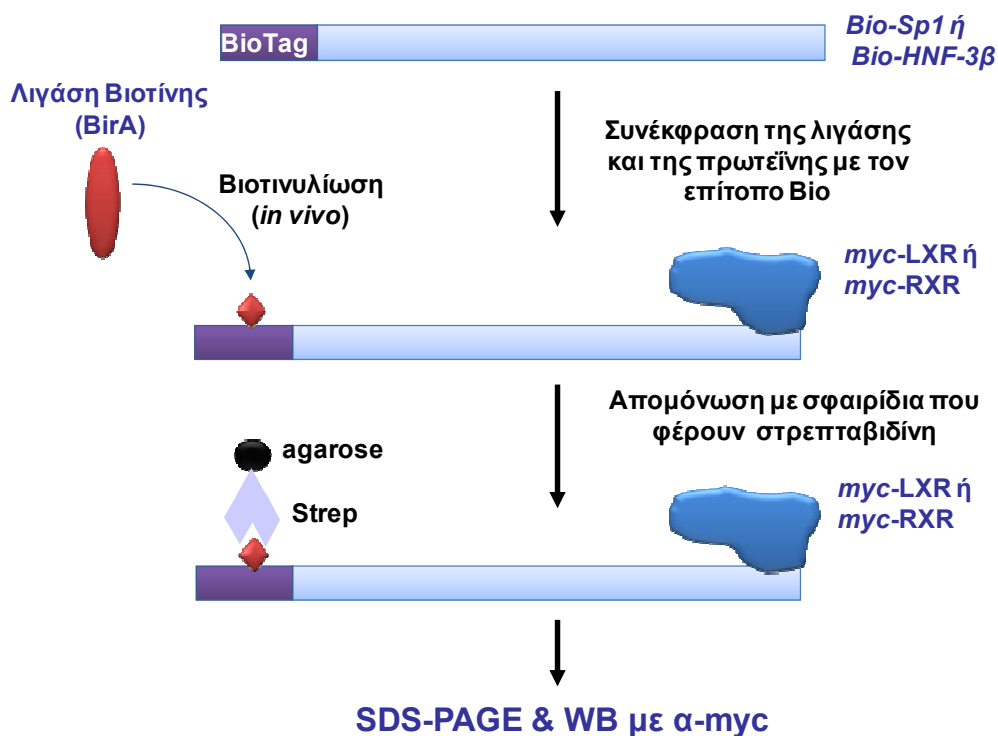 BioTag
Bio-Sp1 ή
Bio-HNF-3β
Λιγάση Βιοτίνης
(BirA)
Συνέκφραση της λιγάσης
και της πρωτεΐνης με τον
επίτοπο Bio
Βιοτινυλίωση
(in vivo)
myc-LXR ή
myc-RXR
Απομόνωση με σφαιρίδια που
φέρουν στρεπταβιδίνη
agarose
Strep
myc-LXR ή
myc-RXR
SDS-PAGE & WB με α-myc